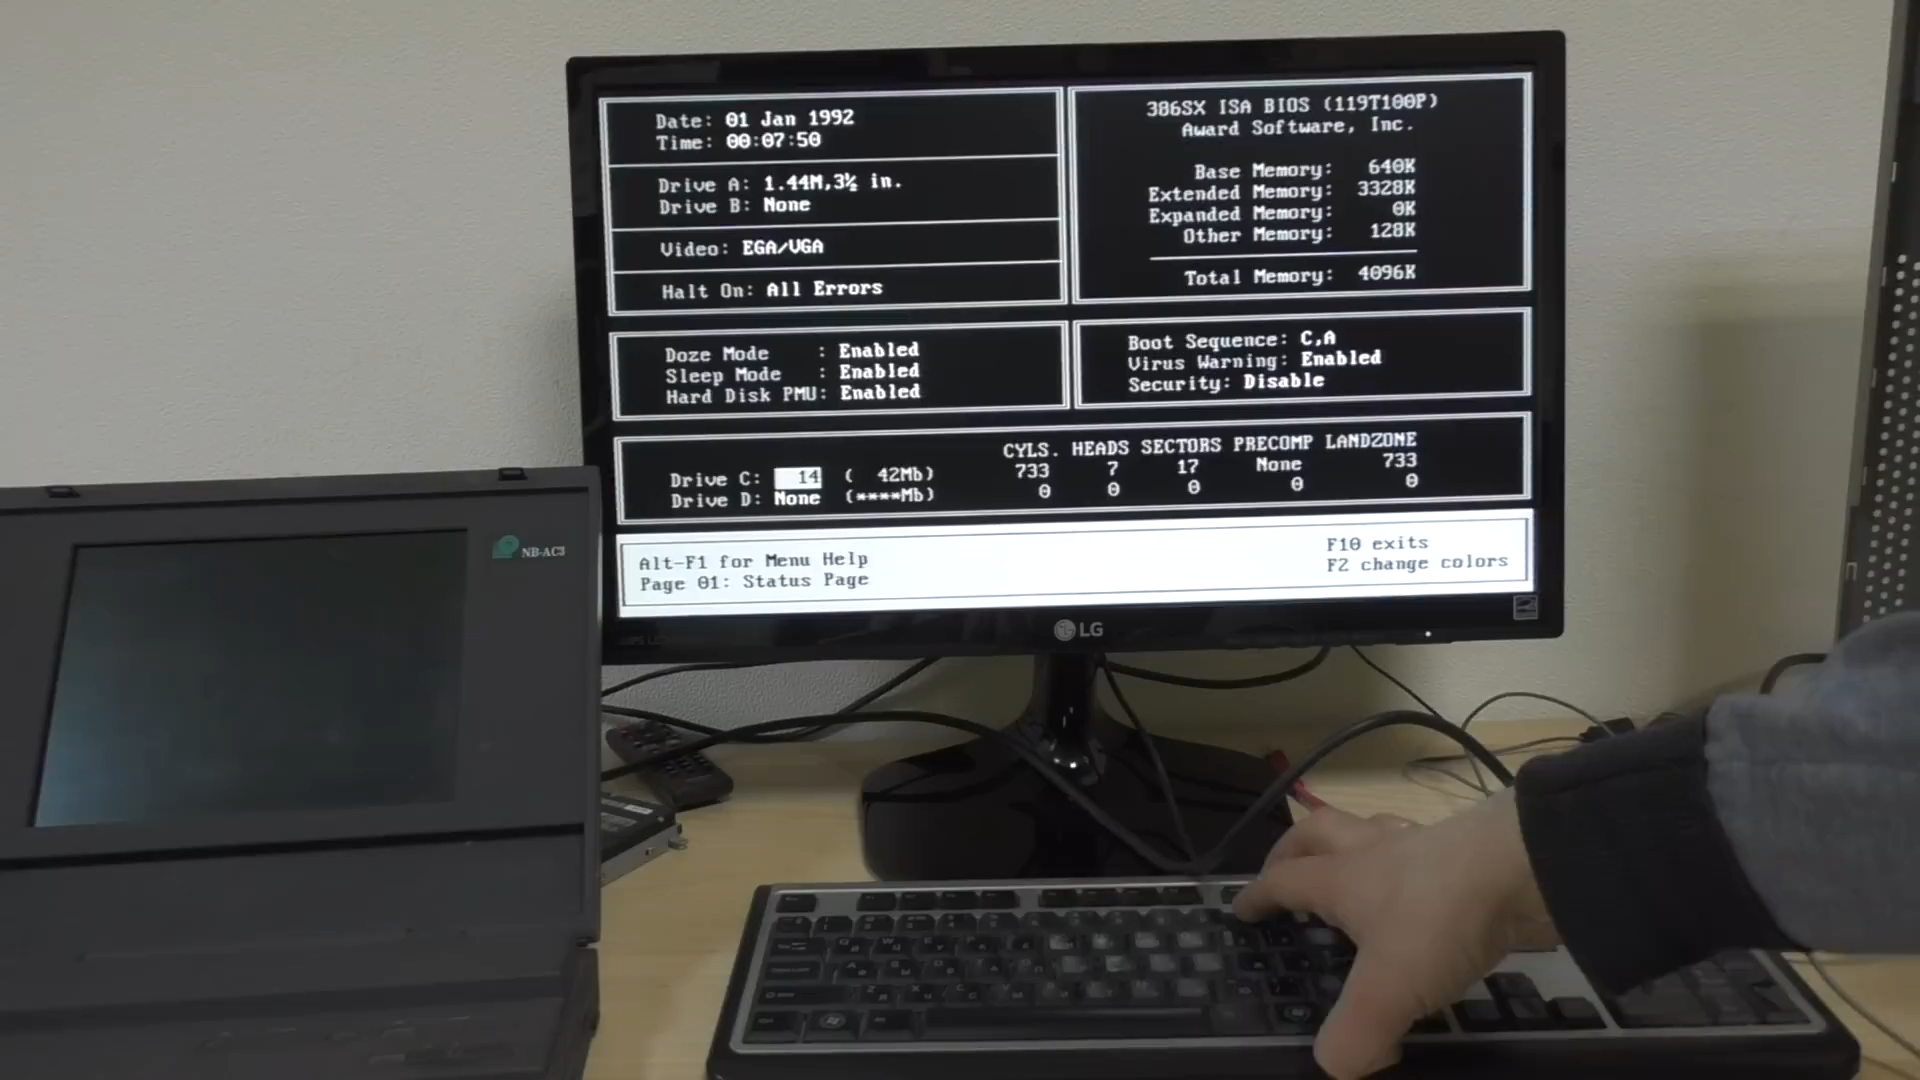 Date: 01 Jan 1992
Time: 00:07:50
Drive A: 1.44M,3½ in.
Drive B: None
Video: EGA/VGA
Halt On: All Errors
386SX ISA BIOS (119T100P)
Award Software, Inc.
Base Memory: 640K
Extended Memory: 3328K
Expanded Memory: 0K
Other Memory: 128K
Total Memory: 4096K
Doze Mode : Enabled
Sleep Mode : Enabled
Hard Disk PMU: Enabled
Boot Sequence: C,A
Virus Warning: Enabled
Security: Disable
CYLS. HEADS SECTORS PRECOMP LANDZONE
Drive C: 14 ( 42Mb) 733 7 17 None 733
Drive D: None (****Mb) 0 0 0 0 0
Alt-F1 for Menu Help
Page 01: Status Page
F10 exits
F2 change colors
LG
NB-AC3